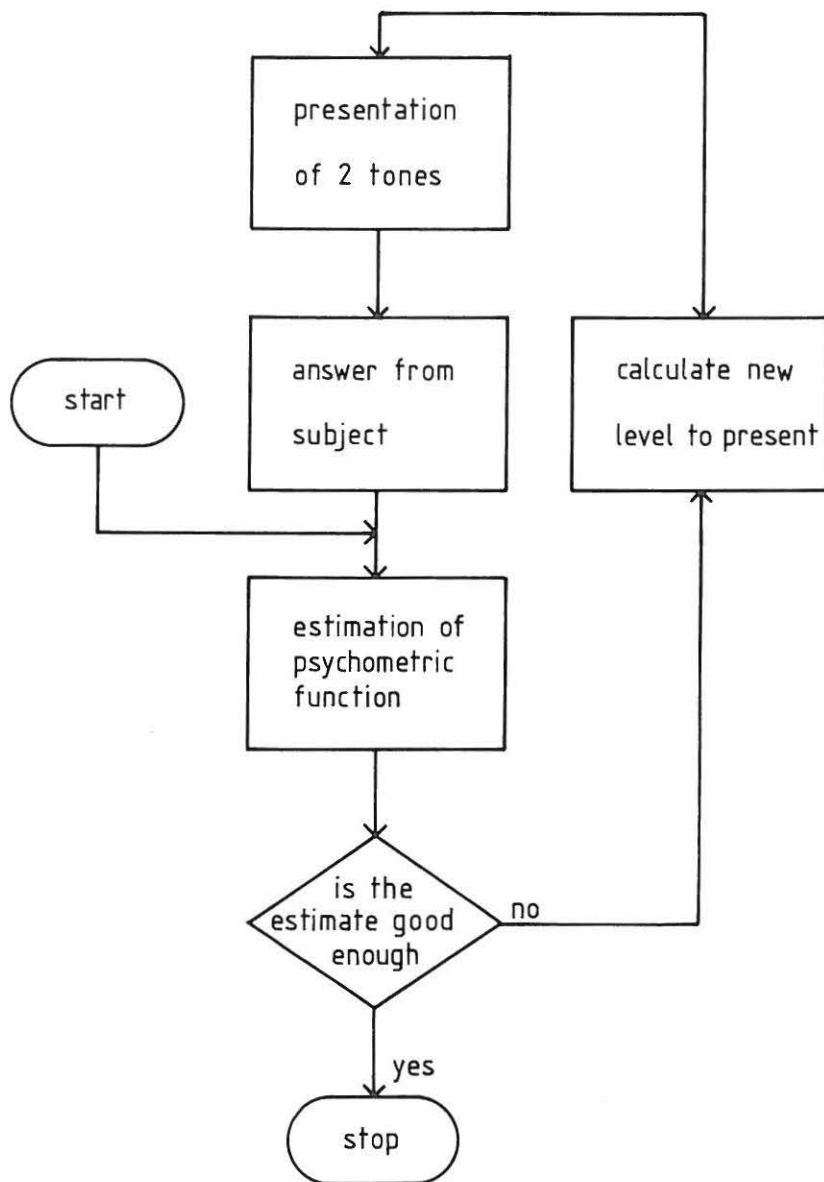 presentation
of 2 tones
answer from
subject
calculate new
level to present
start
estimation of
psychometric
function
is the
estimate good
enough
no
yes
stop